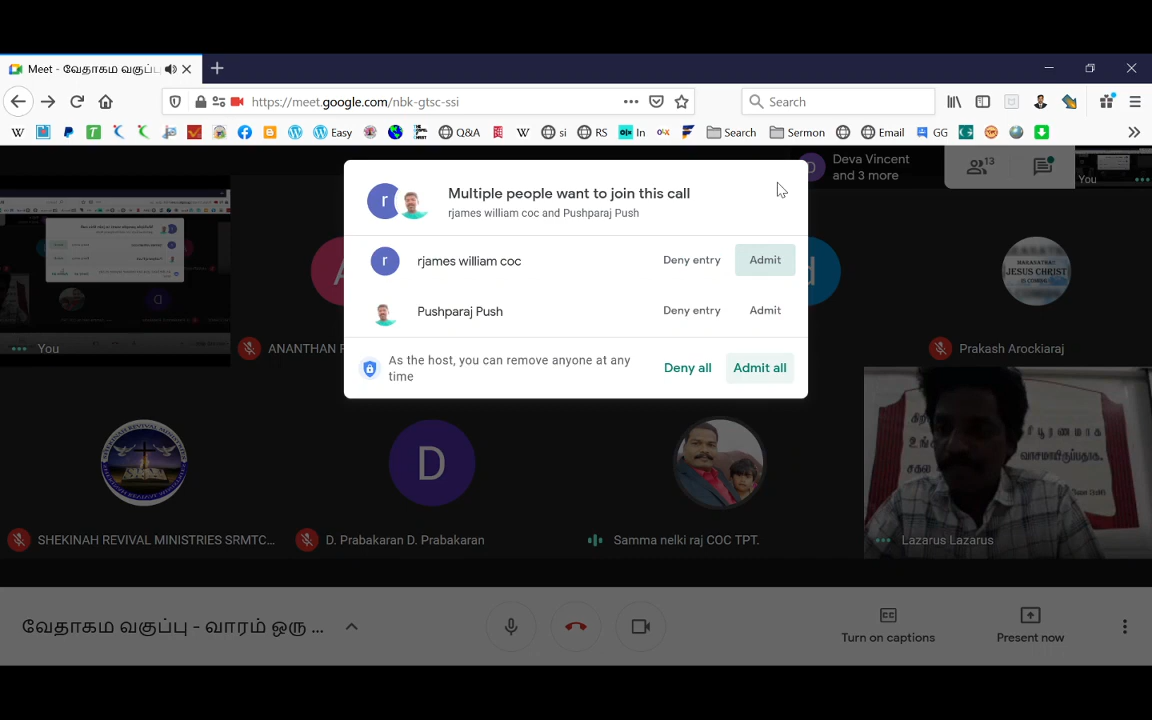 Meet - வேதாகம வகுப்பு
https://meet.google.com/nbk-gtsc-ssi
Search
Easy
Q&A
si
RS
In
Search
Sermon
Email
GG
Deva Vincent
and 3 more
13
You
Multiple people want to join this call
rjames william coc and Pushparaj Push
r
r
rjames william coc
Deny entry
Admit
Pushparaj Push
Deny entry
Admit
As the host, you can remove anyone at any
time
Deny all
Admit all
You
ANANTHAN
JESUS CHRIST
Prakash Arockiaraj
D
SHEKINAH REVIVAL MINISTRIES SRMTC...
D. Prabakaran D. Prabakaran
Samma nelki raj COC TPT.
Lazarus Lazarus
வேதாகம வகுப்பு - வாரம் ஒரு ...
CC
Turn on captions
Present now